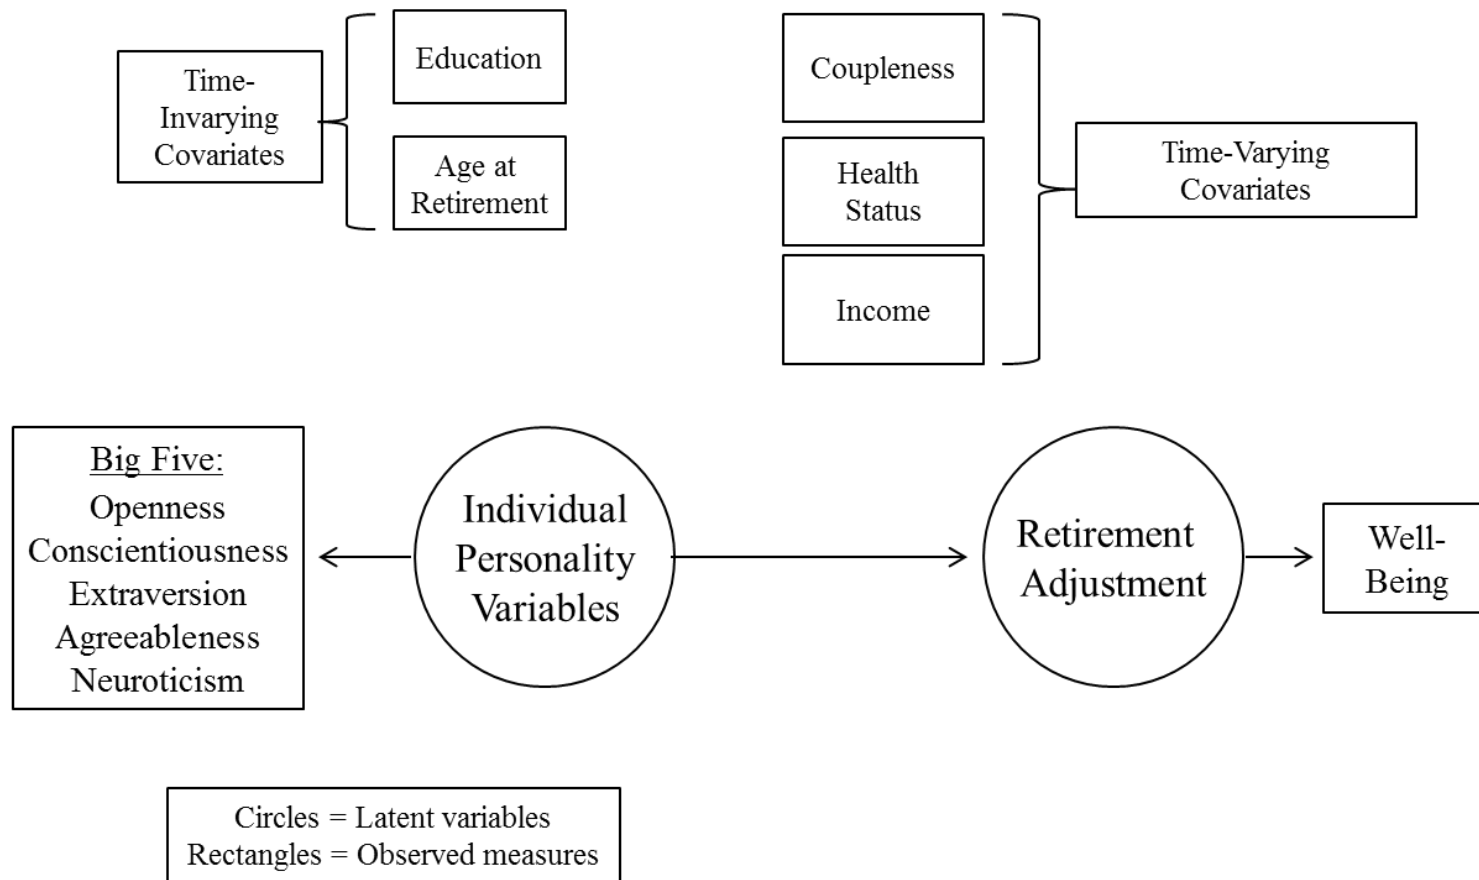 Time-
Invarying
Covariates
Education
Age at
Retirement
Coupleness
Health
Status
Income
Time-Varying
Covariates
Big Five:
Openness
Conscientiousness
Extraversion
Agreeableness
Neuroticism
Individual
Personality
Variables
Retirement
Adjustment
Well-
Being
Circles = Latent variables
Rectangles = Observed measures